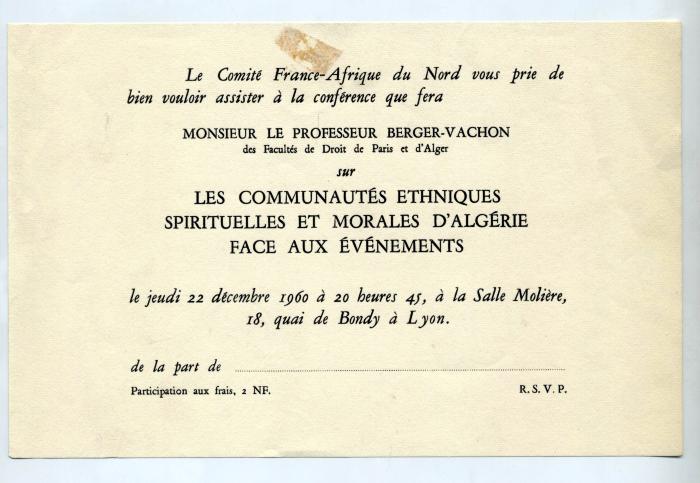 Le Comité France-Afrique du Nord vous prie de
bien vouloir assister à la conférence que fera
MONSIEUR LE PROFESSEUR BERGER-VACHON
des Facultés de Droit de Paris et d'Alger
sur
LES COMMUNAUTÉS ETHNIQUES
SPIRITUELLES ET MORALES D'ALGÉRIE
FACE AUX ÉVÉNEMENTS
le jeudi 22 décembre 1960 à 20 heures 45, à la Salle Molière,
18, quai de Bondy à Lyon.
de la part de
Participation aux frais, 2 NF. R. S. V. P.